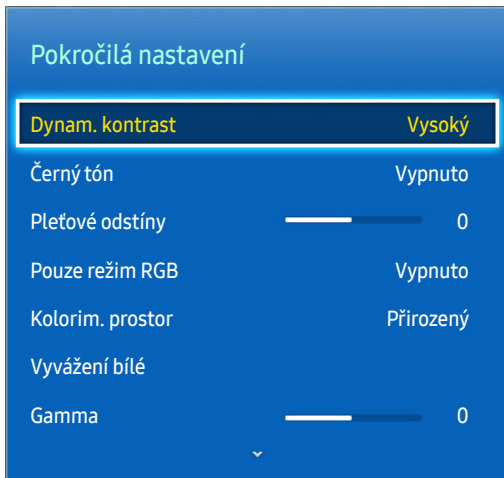 Pokročilá nastavení
Dynam. kontrast Vysoký
Černý tón Vypnuto
Pleťové odstíny 0
Pouze režim RGB Vypnuto
Kolorim. prostor Přirozený
Vyvážení bílé
Gamma 0